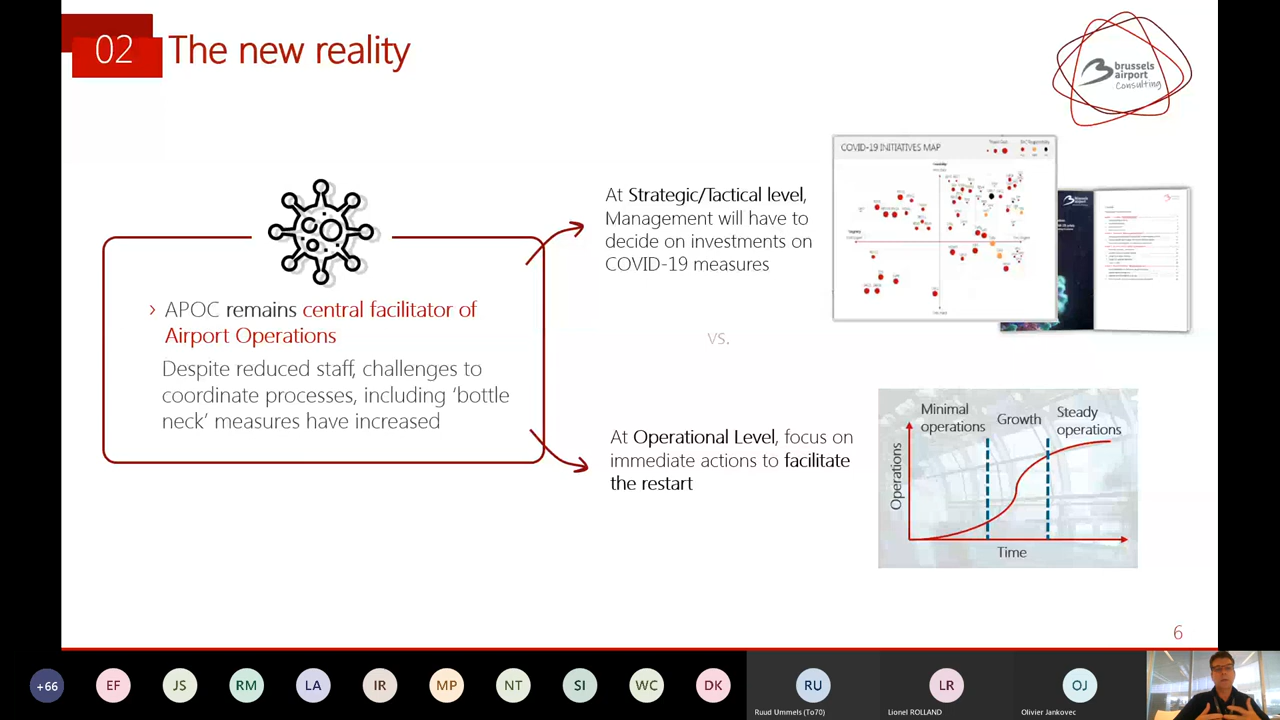 02 The new reality
brussels
airport
Consulting
At Strategic/Tactical level,
Management will have to
decide on investments on
COVID-19 measures
COVID-19 INITIATIVES MAP
› APOC remains central facilitator of
Airport Operations
Despite reduced staff, challenges to
coordinate processes, including ‘bottle
neck’ measures have increased
vs.
At Operational Level, focus on
immediate actions to facilitate
the restart
Minimal
operations
Growth
Steady
operations
Operations
Time
6
+66 EF JS RM LA IR MP NT SI WC DK RU LR OJ
Ruud Ummels (To70) Lionel ROLLAND Olivier Jankovec